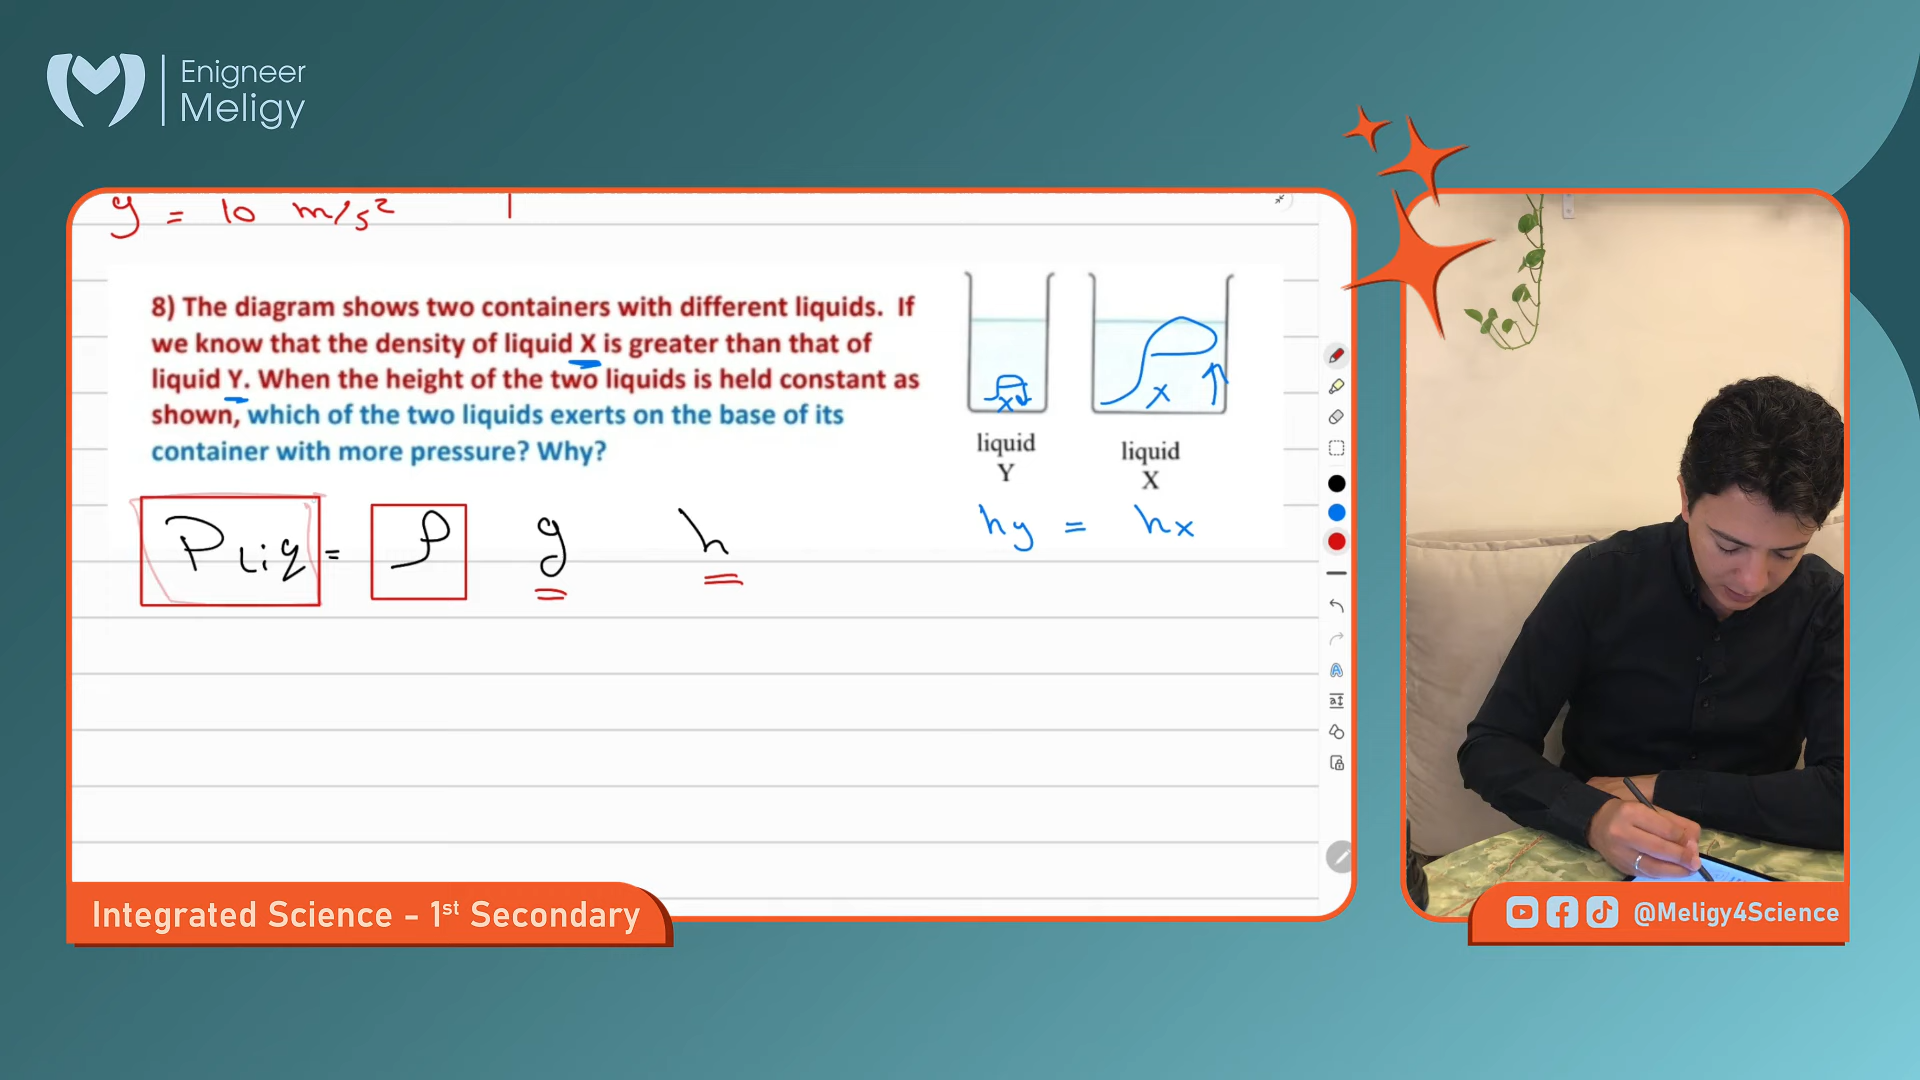 Enigneer
Meligy
g = 10 m/s²
8) The diagram shows two containers with different liquids. If
we know that the density of liquid X is greater than that of
liquid Y. When the height of the two liquids is held constant as
shown, which of the two liquids exerts on the base of its
container with more pressure? Why?
x
x
liquid
Y
liquid
X
hy = hx
Pliq = ρ g h
Integrated Science - 1st Secondary
@Meligy4Science